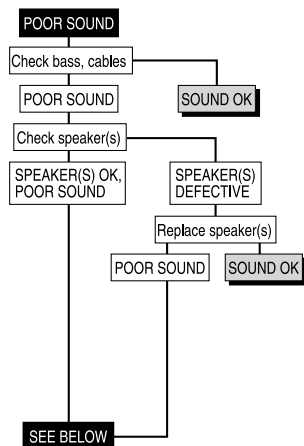 POOR SOUND
Check bass, cables
POOR SOUND
SOUND OK
Check speaker(s)
SPEAKER(S) OK,
POOR SOUND
SPEAKER(S)
DEFECTIVE
Replace speaker(s)
POOR SOUND
SOUND OK
SEE BELOW